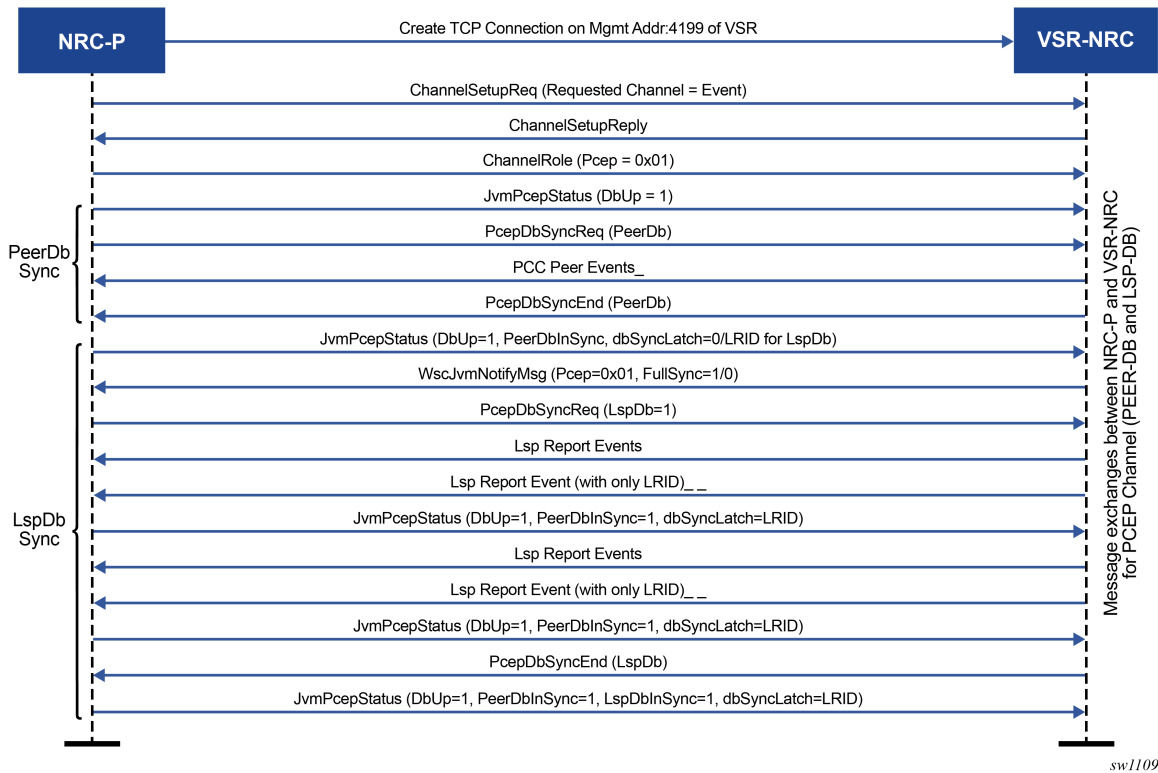 NRC-P
Create TCP Connection on Mgmt Addr:4199 of VSR
VSR-NRC
ChannelSetupReq (Requested Channel = Event)
ChannelSetupReply
ChannelRole (Pcep = 0x01)
JvmPcepStatus (DbUp = 1)
PcepDbSyncReq (PeerDb)
PeerDb
Sync
PCC Peer Events_
PcepDbSyncEnd (PeerDb)
JvmPcepStatus (DbUp=1, PeerDbInSync, dbSyncLatch=0/LRID for LspDb)
WscJvmNotifyMsg (Pcep=0x01, FullSync=1/0)
PcepDbSyncReq (LspDb=1)
Lsp Report Events
Lsp Report Event (with only LRID)_ _
LspDb
Sync
JvmPcepStatus (DbUp=1, PeerDbInSync=1, dbSyncLatch=LRID)
Lsp Report Events
Lsp Report Event (with only LRID)_ _
JvmPcepStatus (DbUp=1, PeerDbInSync=1, dbSyncLatch=LRID)
PcepDbSyncEnd (LspDb)
JvmPcepStatus (DbUp=1, PeerDbInSync=1, LspDbInSync=1, dbSyncLatch=LRID)
Message exchanges between NRC-P and VSR-NRC
for PCEP Channel (PEER-DB and LSP-DB)
sw1109